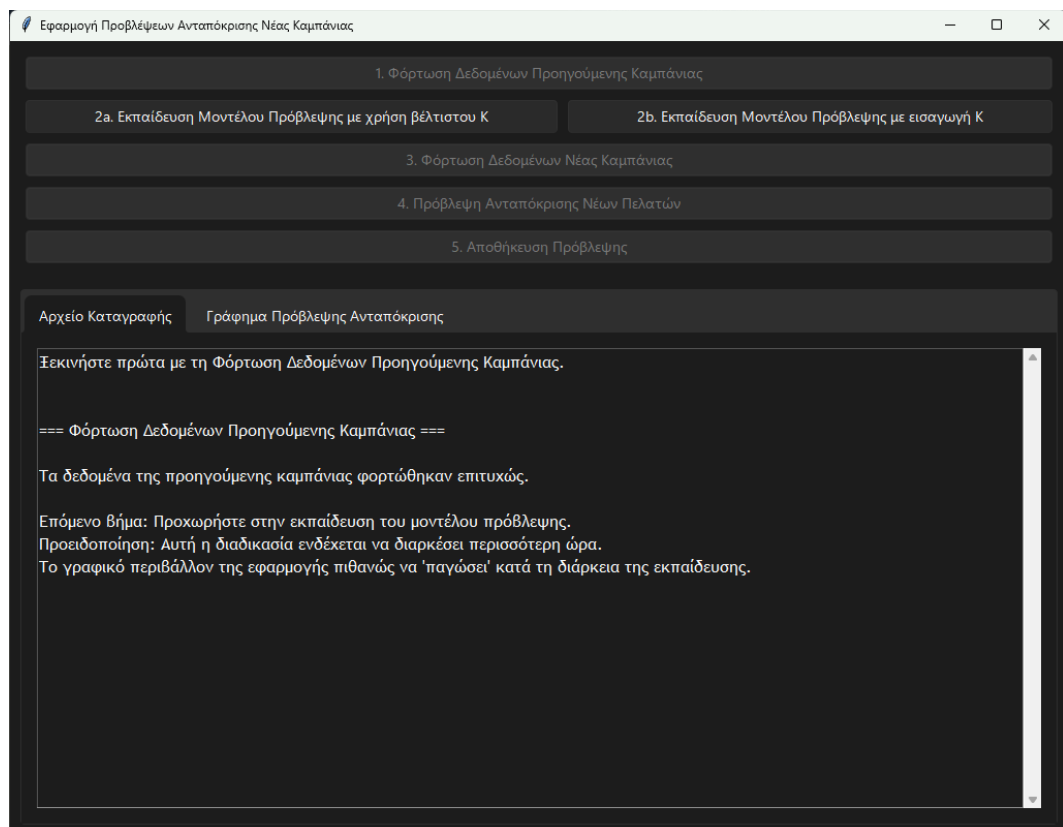 Εφαρμογή Προβλέψεων Ανταπόκρισης Νέας Καμπάνιας
1. Φόρτωση Δεδομένων Προηγούμενης Καμπάνιας
2a. Εκπαίδευση Μοντέλου Πρόβλεψης με χρήση βέλτιστου Κ
2b. Εκπαίδευση Μοντέλου Πρόβλεψης με εισαγωγή Κ
3. Φόρτωση Δεδομένων Νέας Καμπάνιας
4. Πρόβλεψη Ανταπόκρισης Νέων Πελατών
5. Αποθήκευση Πρόβλεψης
Αρχείο Καταγραφής
Γράφημα Πρόβλεψης Ανταπόκρισης
Ξεκινήστε πρώτα με τη Φόρτωση Δεδομένων Προηγούμενης Καμπάνιας.
=== Φόρτωση Δεδομένων Προηγούμενης Καμπάνιας ===
Τα δεδομένα της προηγούμενης καμπάνιας φορτώθηκαν επιτυχώς.
Επόμενο βήμα: Προχωρήστε στην εκπαίδευση του μοντέλου πρόβλεψης.
Προειδοποίηση: Αυτή η διαδικασία ενδέχεται να διαρκέσει περισσότερη ώρα.
Το γραφικό περιβάλλον της εφαρμογής πιθανώς να 'παγώσει' κατά τη διάρκεια της εκπαίδευσης.